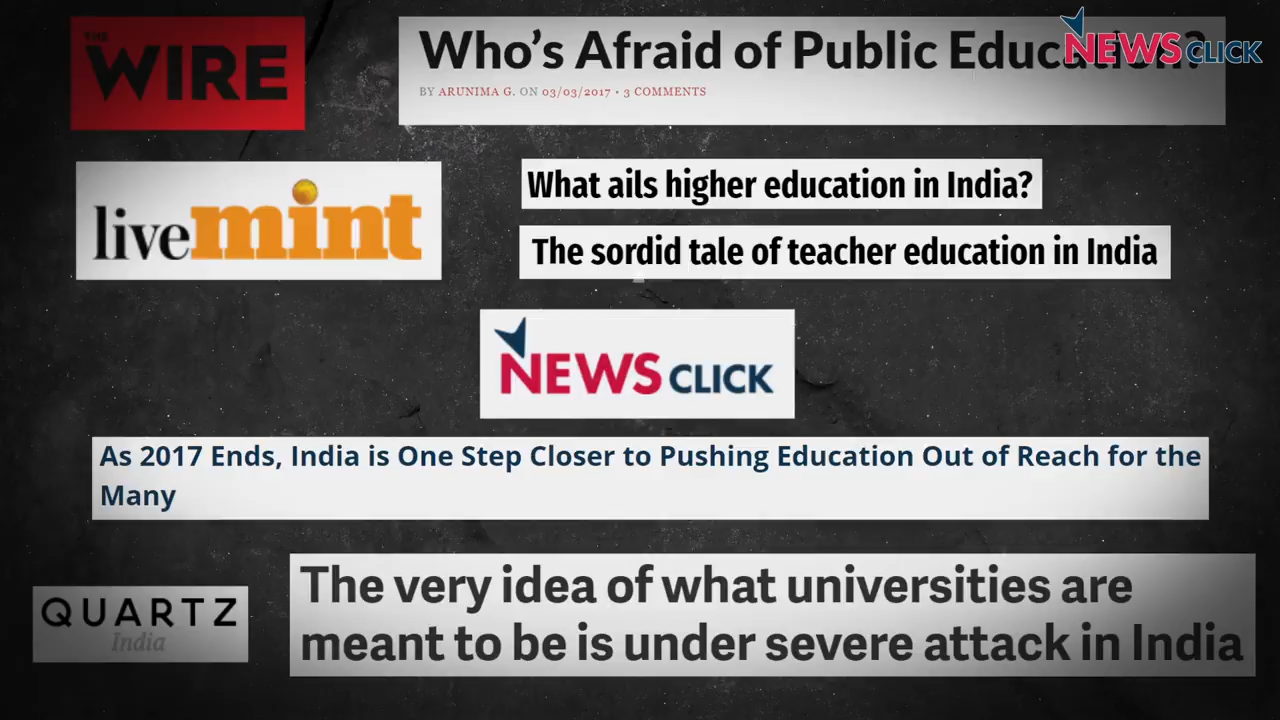 THE
WIRE
Who's Afraid of Public Education?
BY ARUNIMA G. ON 03/03/2017 • 3 COMMENTS
NEWSCLICK
livemint
What ails higher education in India?
The sordid tale of teacher education in India
NEWSCLICK
As 2017 Ends, India is One Step Closer to Pushing Education Out of Reach for the
Many
QUARTZ
India
The very idea of what universities are
meant to be is under severe attack in India